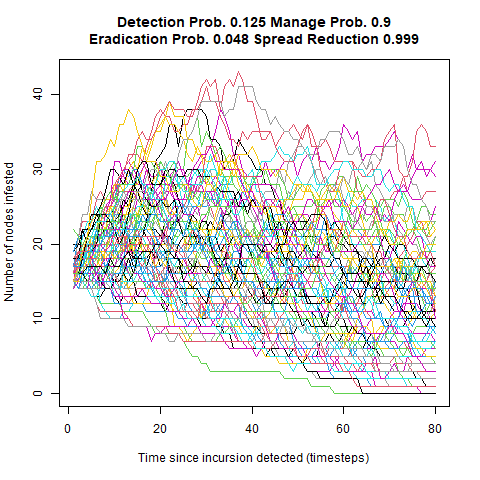 Detection Prob. 0.125 Manage Prob. 0.9
Eradication Prob. 0.048 Spread Reduction 0.999
Number of nodes infested
40
30
20
10
0
0 20 40 60 80
Time since incursion detected (timesteps)